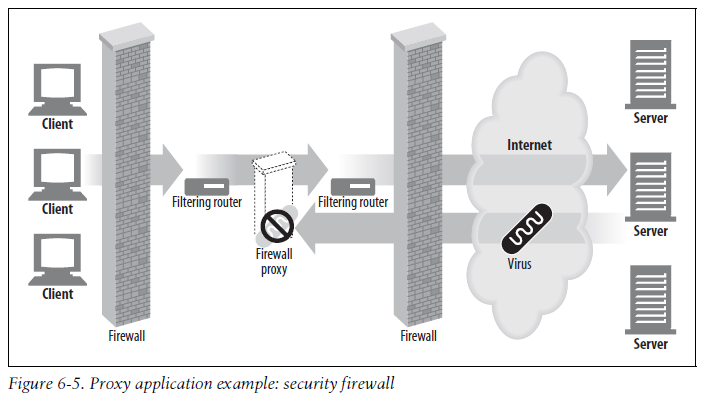 Client
Client
Client
Firewall
Filtering router
Firewall
proxy
Filtering router
Firewall
Internet
Virus
Server
Server
Server
Figure 6-5. Proxy application example: security firewall